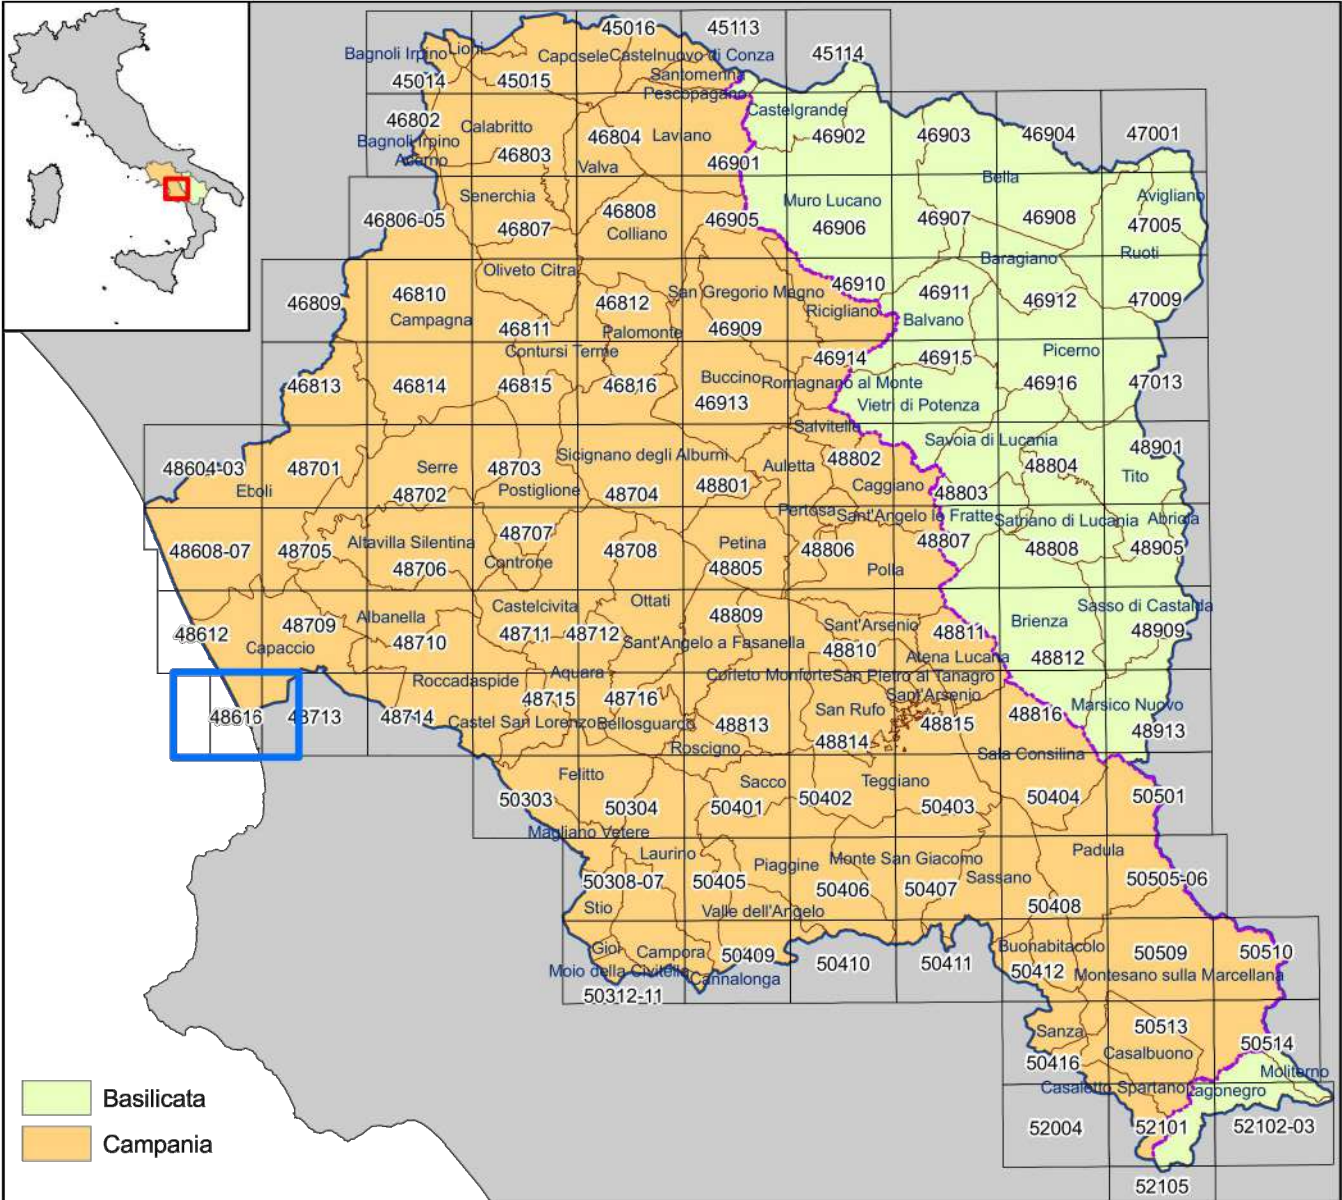 45016 45113
Bagnoli Irpino Lioni Caposele Castelnuovo di Conza 45114
45014 45015 Santomenna
Pescopagano
46802 Calabritto 46804 Laviano Castelgrande 46902 46903 46904 47001
Bagnoli Irpino
Acerno 46803 Valva 46901
Senerchia Bella Avigliano
46806-05 46807 46808 46905 Muro Lucano 46906 46907 46908 47005
Colliano
Oliveto Citra Baragiano Ruoti
46809 46810 46812 San Gregorio Magno 46910 46911 46912 47009
Campagna 46811 Palomonte 46909 Ricigliano Balvano
Contursi Terme 46914 46915 Picerno
46813 46814 46815 46816 Buccino Romagnano al Monte 46916 47013
46913 Vietri di Potenza
Salvitelle Savoia di Lucania 48901
48604-03 48701 Serre 48703 Sicignano degli Alburni Auletta 48802 48804 Tito
Eboli 48702 Postiglione 48704 48801 Caggiano 48803
Pertosa Sant'Angelo le Fratte Satriano di Lucania Abriola
48608-07 48705 Altavilla Silentina 48707 48708 Petina 48806 48807 48808 48905
48706 Controne 48805 Polla
Albanella Castelcivita Ottati 48809 Sant'Arsenio Brienza Sasso di Castalda
48612 48709 48710 48711 48712 Sant'Angelo a Fasanella 48810 48811 48812 48909
Capaccio Atena Lucana
Roccadaspide Aquara Corleto Monforte San Pietro al Tanagro
48715 48716 Sant'Arsenio Marsico Nuovo
48616 48713 48714 Castel San Lorenzo Bellosguardo 48813 San Rufo 48815 48816 48913
Roscigno 48814 Sala Consilina
Felitto Sacco Teggiano
50303 50304 50401 50402 50403 50404 50501
Magliano Vetere
Laurino Piaggine Monte San Giacomo Padula
50308-07 50405 50406 50407 Sassano 50505-06
Stio Valle dell'Angelo 50408
Gioi Campora 50409 50410 50411 Buonabitacolo 50509 50510
Moio della Civitella Cannalonga 50412 Montesano sulla Marcellana
50312-11
Sanza 50513 50514
50416 Casalbuono Moliterno
Casaletto Spartano Lagonegro
52004 52101 52102-03
52105
Basilicata
Campania